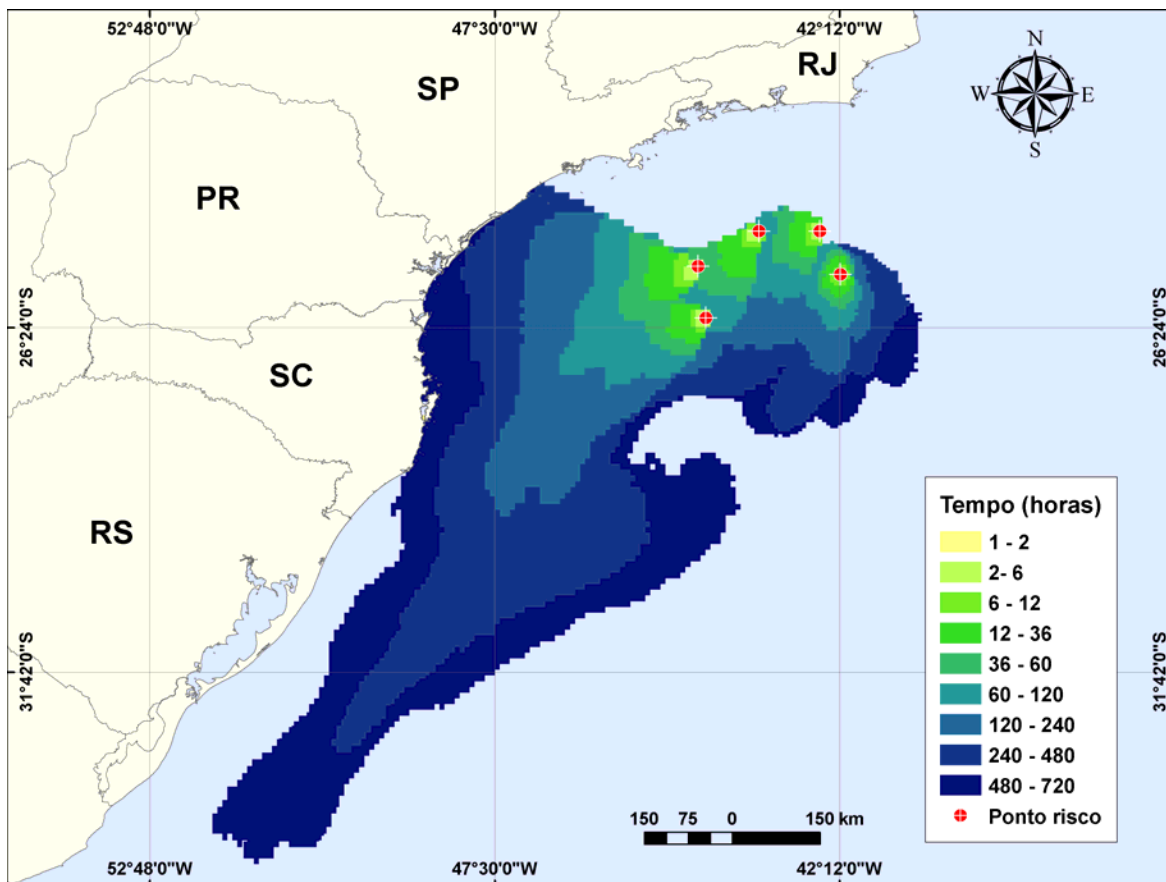 52°48'0"W 47°30'0"W 42°12'0"W
RJ
SP
N
W E
S
PR
26°24'0"S 26°24'0"S
SC
RS
Tempo (horas)
1 - 2
2- 6
6 - 12
12 - 36
36 - 60
60 - 120
120 - 240
240 - 480
480 - 720
Ponto risco
31°42'0"S 31°42'0"S
150 75 0 150 km
52°48'0"W 47°30'0"W 42°12'0"W